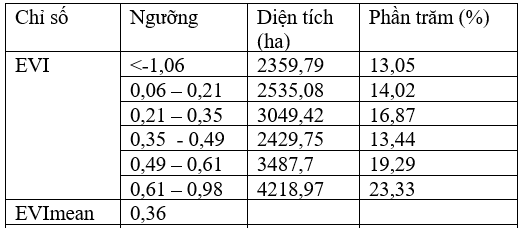 Chỉ số Ngưỡng Diện tích (ha) Phần trăm (%)
EVI <-1,06 2359,79 13,05
0,06 – 0,21 2535,08 14,02
0,21 – 0,35 3049,42 16,87
0,35 - 0,49 2429,75 13,44
0,49 – 0,61 3487,7 19,29
0,61 – 0,98 4218,97 23,33
EVImean 0,36